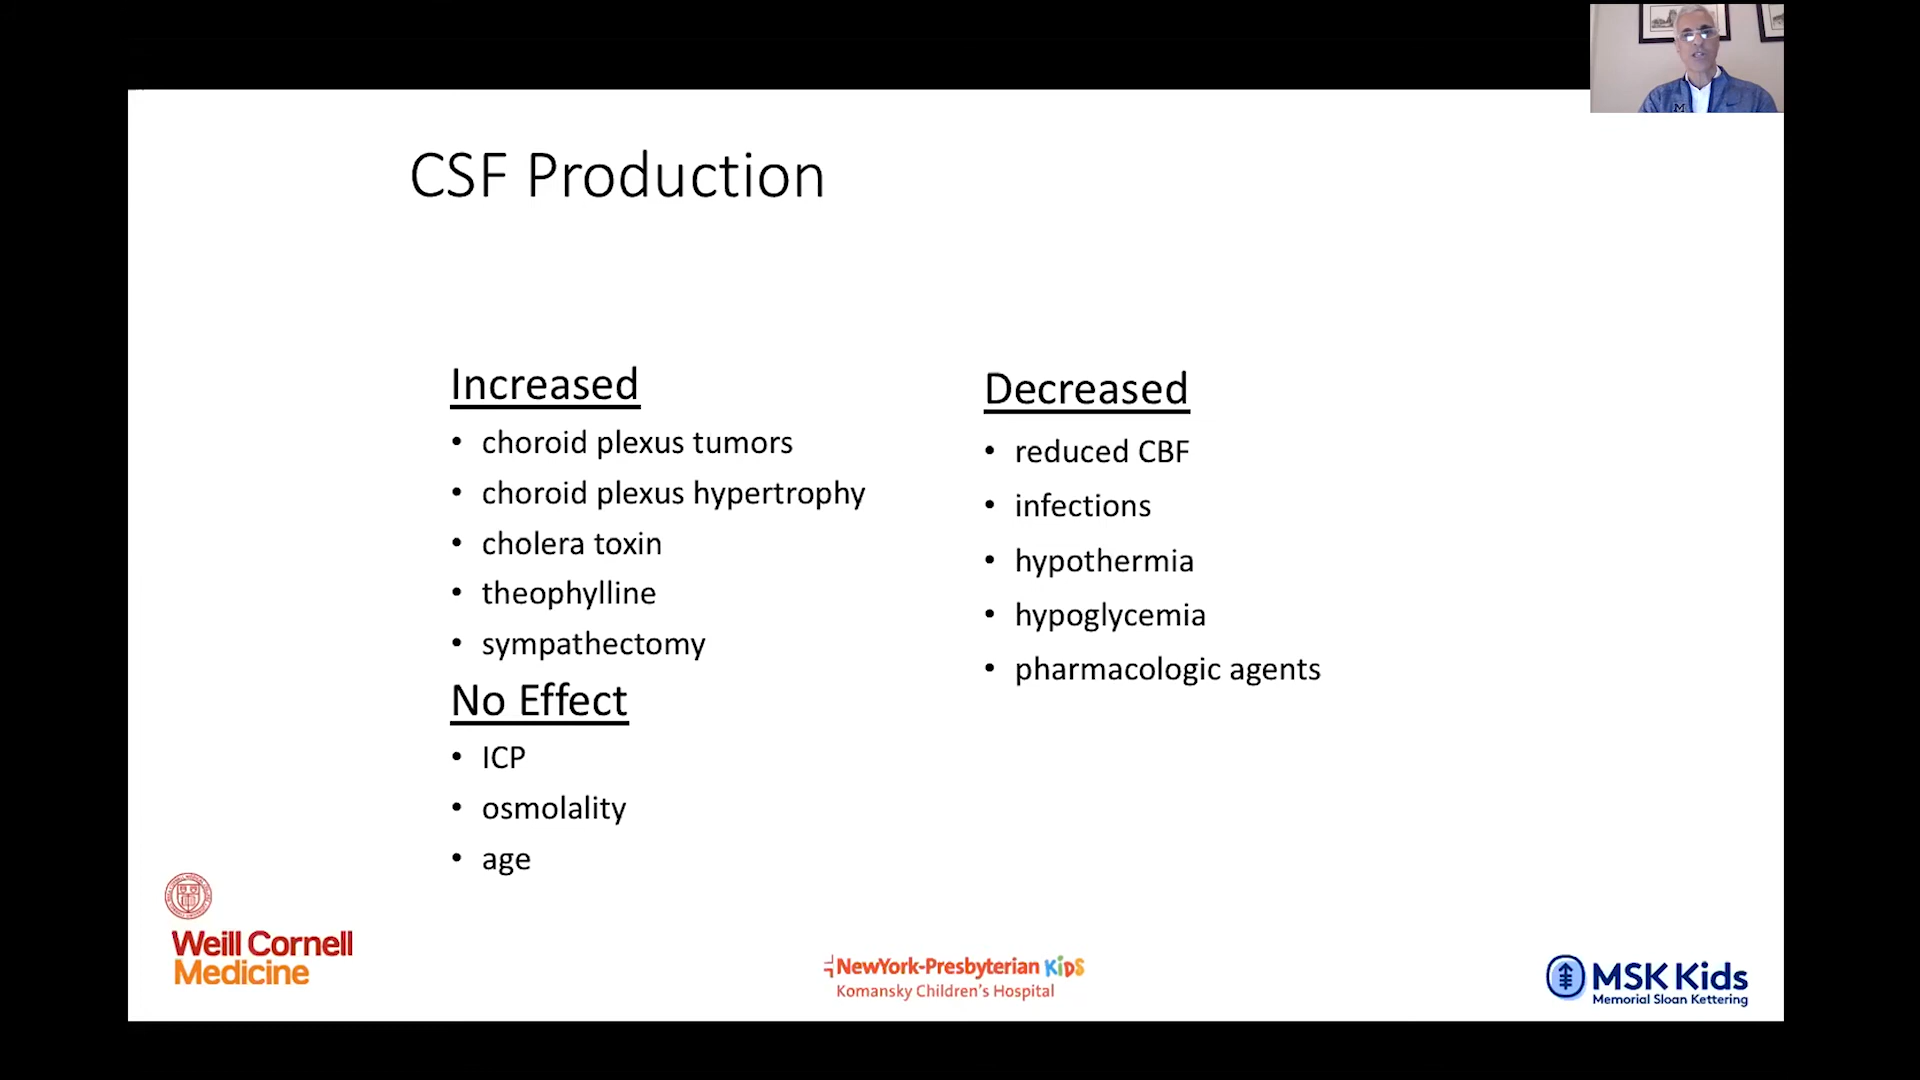 CSF Production
Increased
• choroid plexus tumors
• choroid plexus hypertrophy
• cholera toxin
• theophylline
• sympathectomy
No Effect
• ICP
• osmolality
• age
Decreased
• reduced CBF
• infections
• hypothermia
• hypoglycemia
• pharmacologic agents
Weill Cornell
Medicine
NewYork-Presbyterian KiDS
Komansky Children's Hospital
MSK Kids
Memorial Sloan Kettering
M